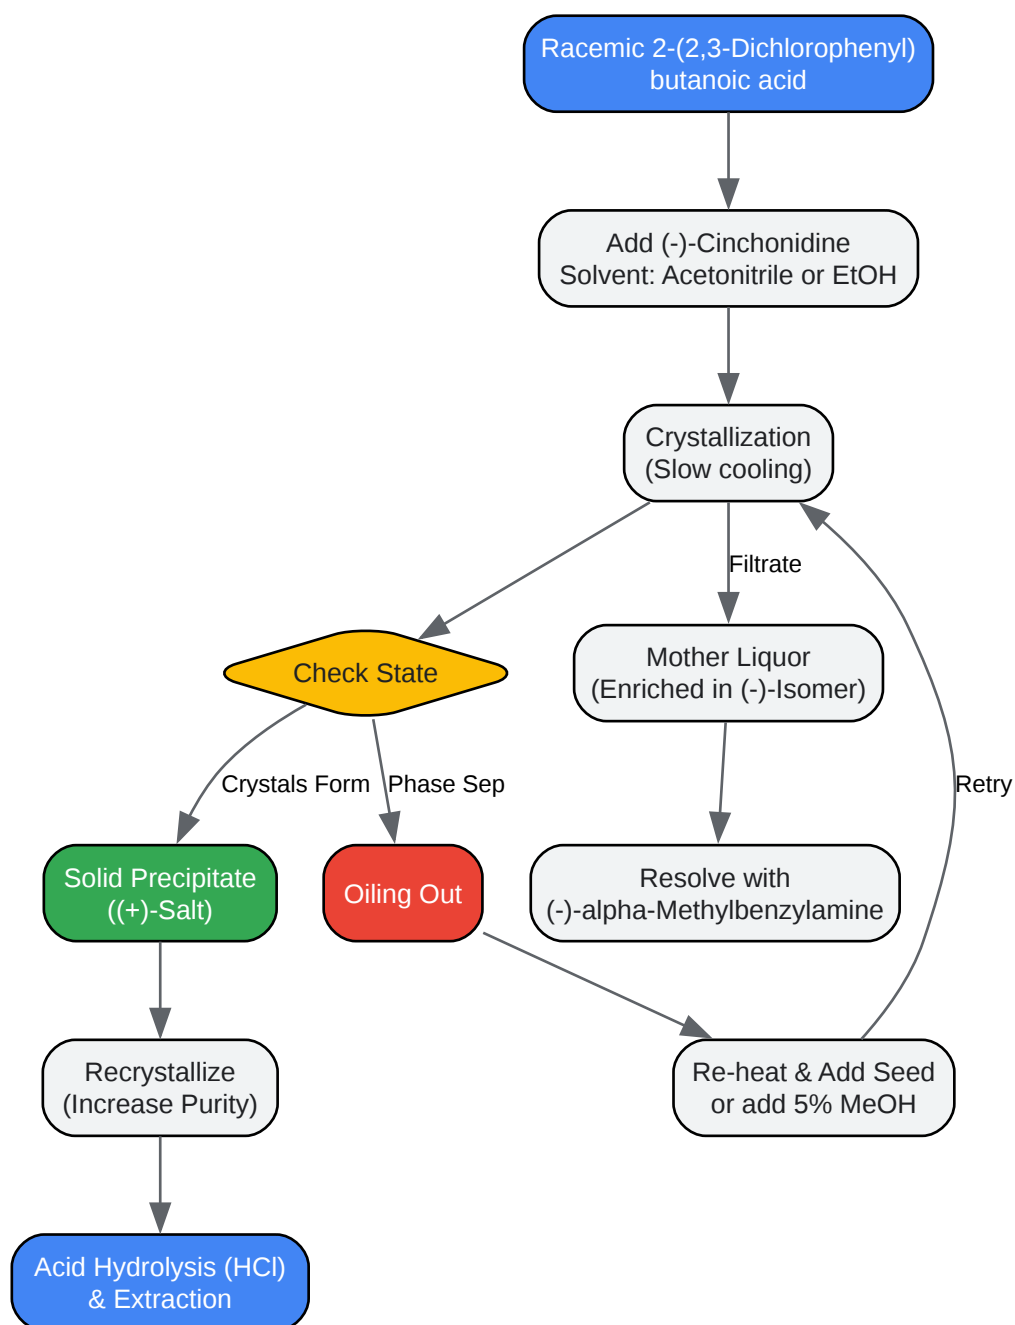 Racemic 2-(2,3-Dichlorophenyl)
butanoic acid
Add (-)-Cinchonidine
Solvent: Acetonitrile or EtOH
Crystallization
(Slow cooling)
Filtrate
Check State
Mother Liquor
(Enriched in (-)-Isomer)
Crystals Form
Phase Sep
Retry
Solid Precipitate
((+)-Salt)
Oiling Out
Resolve with
(-)-alpha-Methylbenzylamine
Recrystallize
(Increase Purity)
Re-heat & Add Seed
or add 5% MeOH
Acid Hydrolysis (HCl)
& Extraction